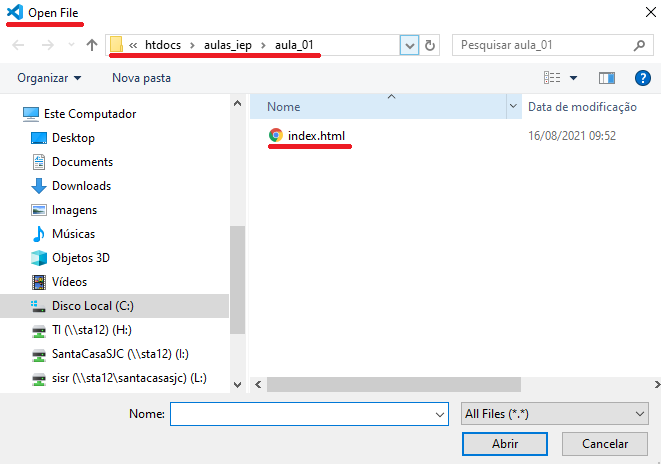 Open File
« htdocs › aulas_iep › aula_01
Pesquisar aula_01
Organizar
Nova pasta
?
Este Computador
Desktop
Documents
Downloads
Imagens
Músicas
Objetos 3D
Vídeos
Disco Local (C:)
TI (\\sta12) (H:)
SantaCasaSJC (\\sta12) (I:)
sisr (\\sta12\santacasasjc) (L:)
Nome
Data de modificação
index.html
16/08/2021 09:52
Nome:
All Files (*.*)
Abrir
Cancelar